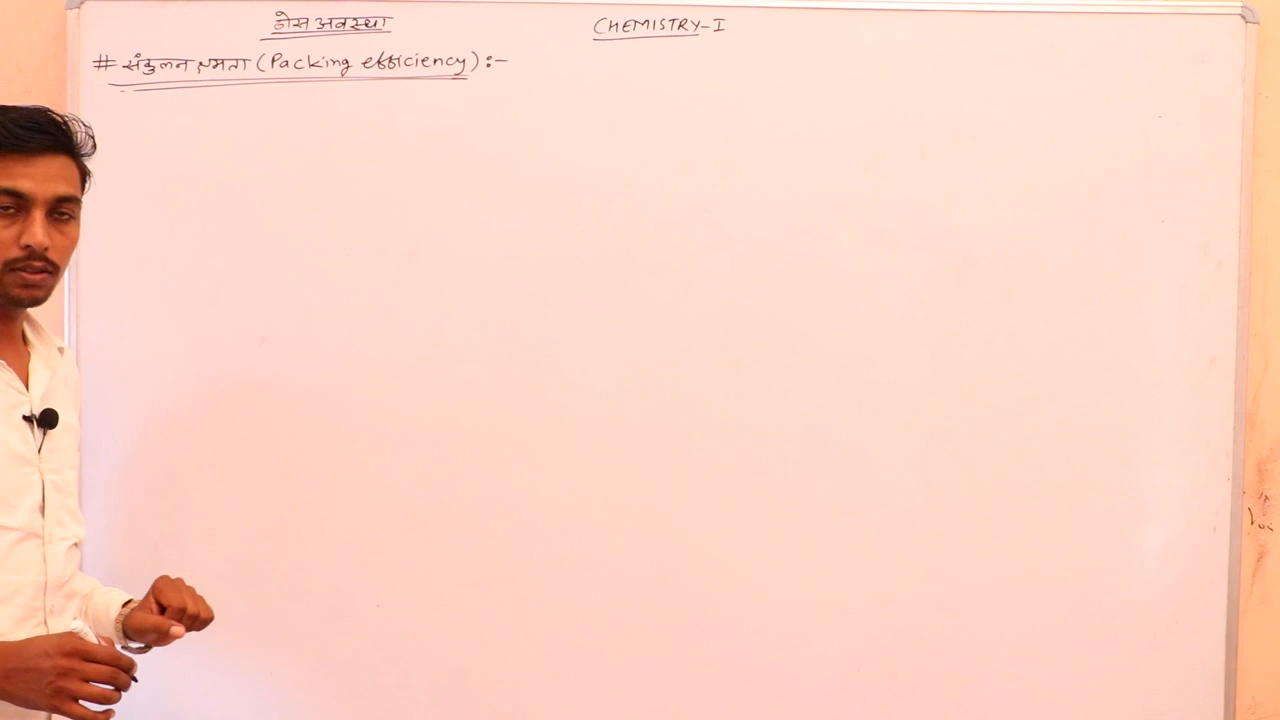 ठोस अवस्था CHEMISTRY-I
# संकुलन क्षमता (Packing efficiency) :-